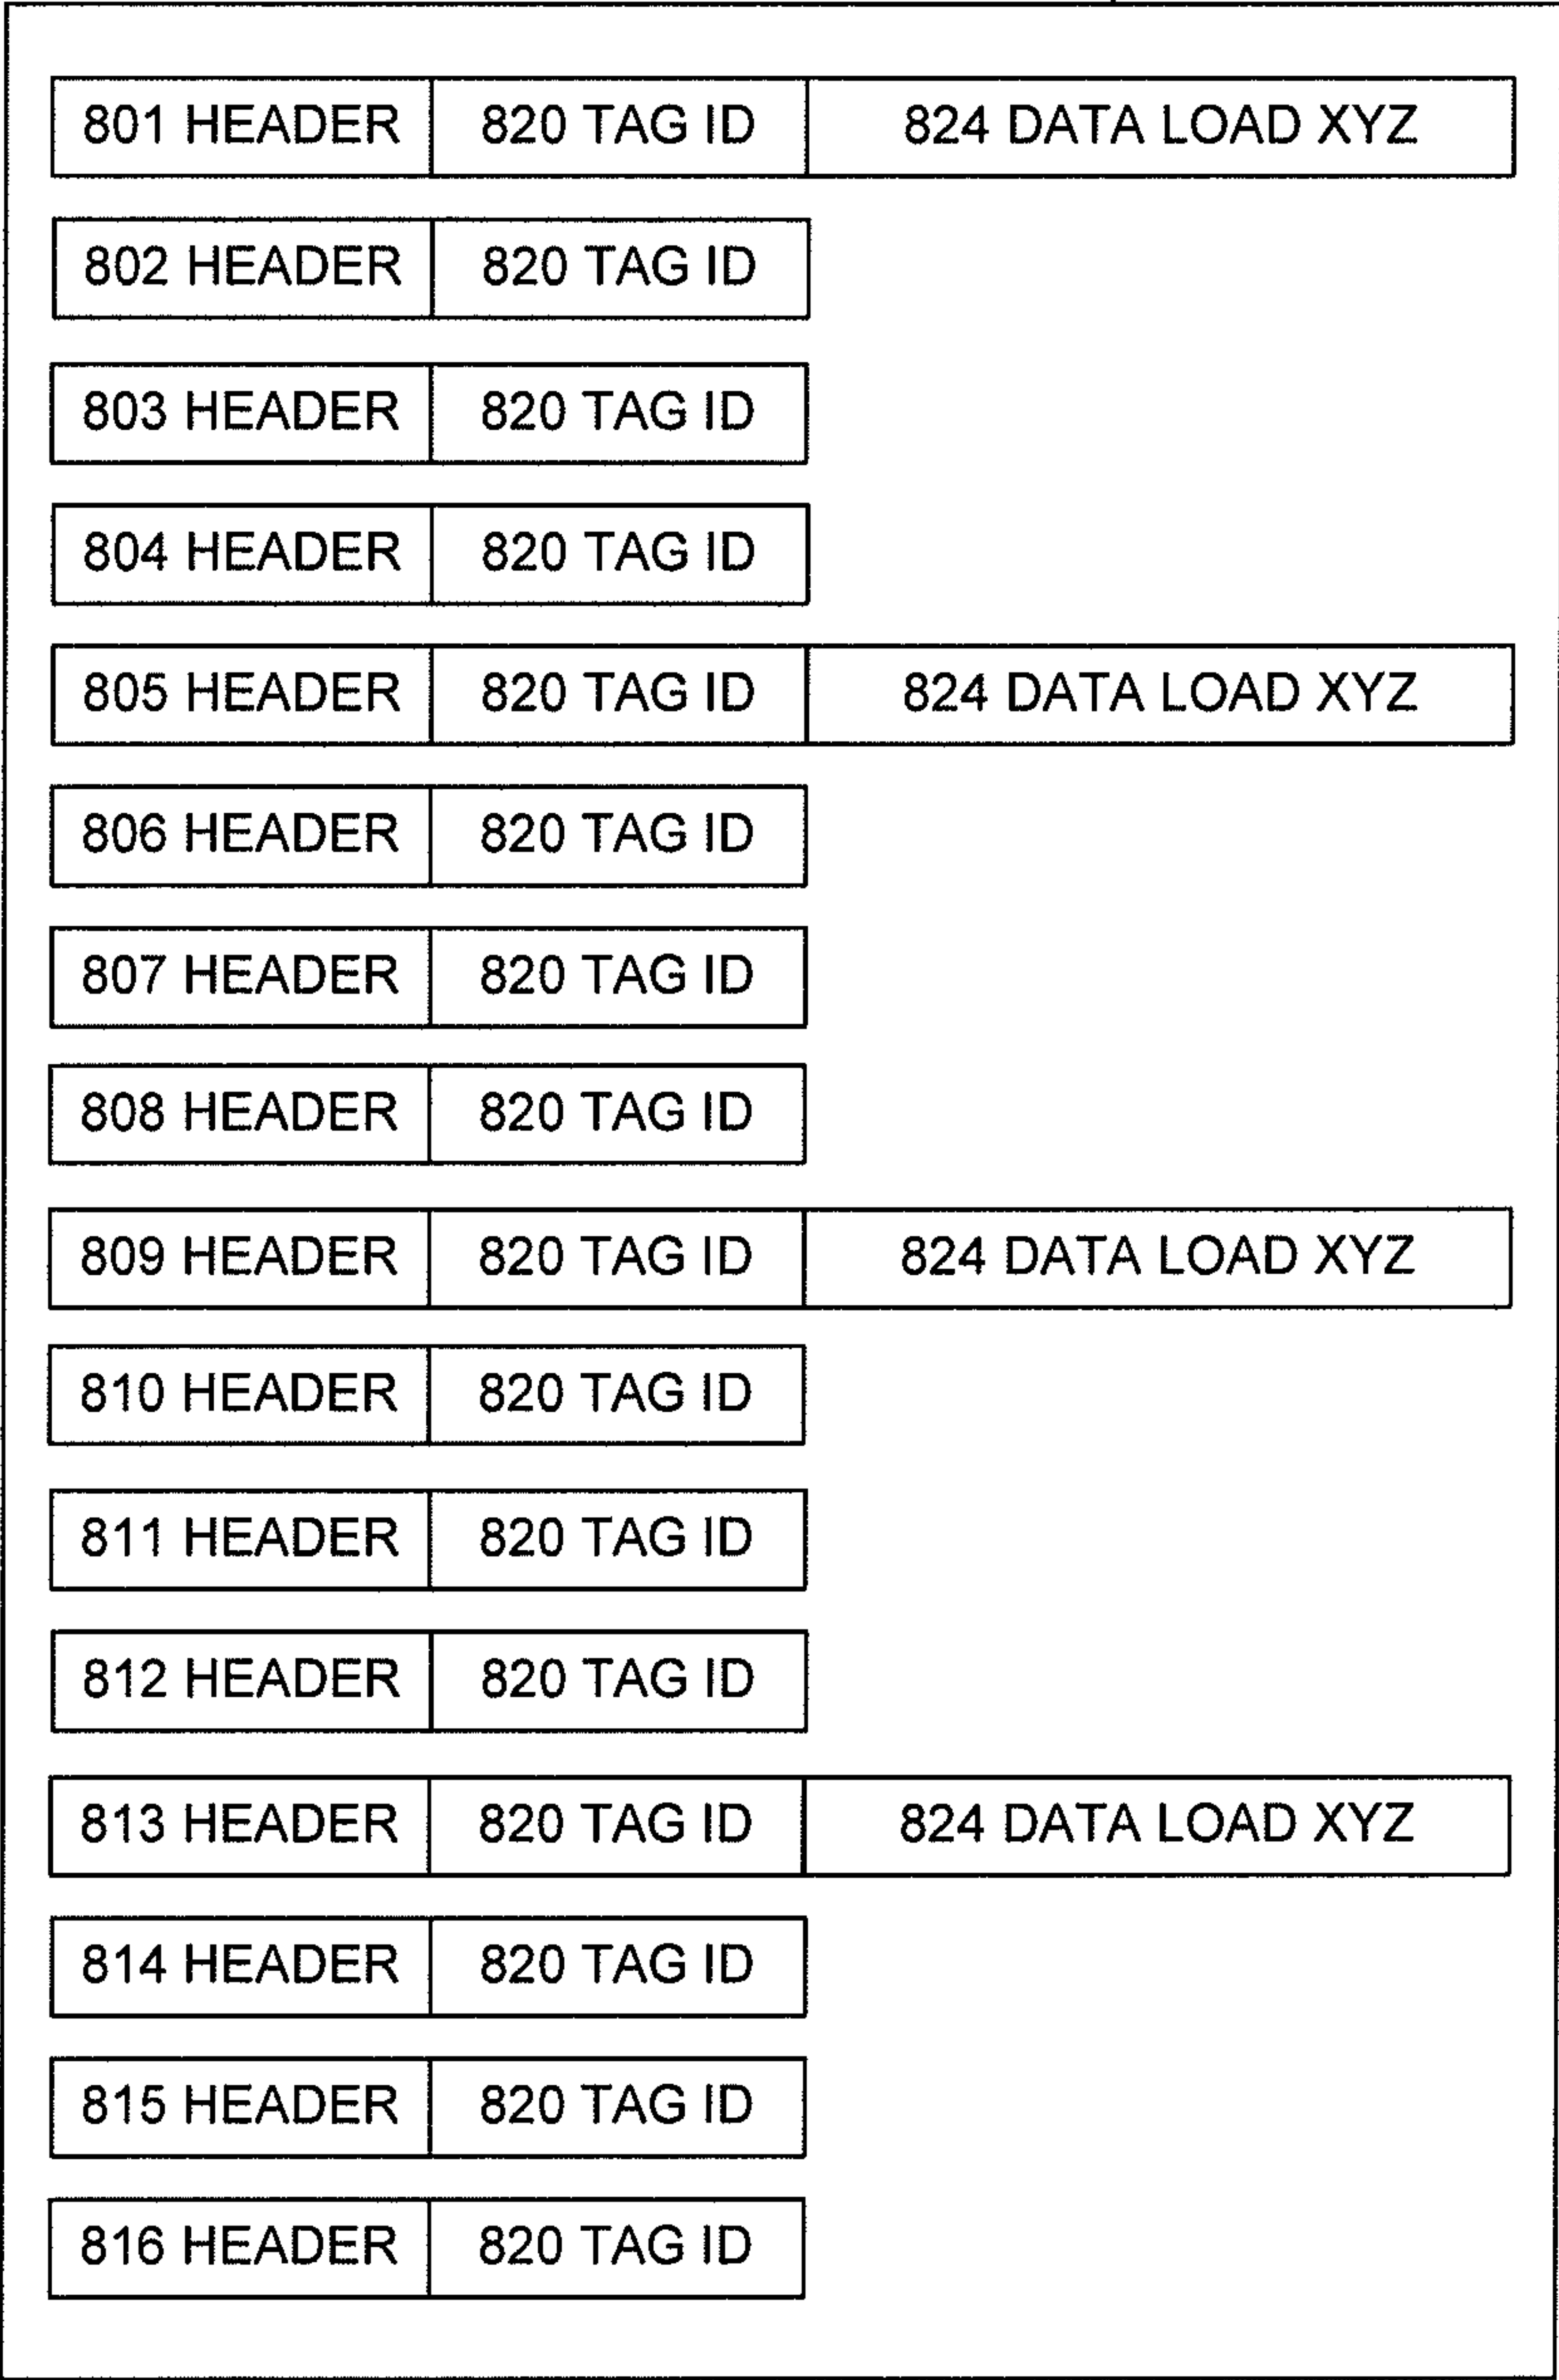 801 HEADER 820 TAG ID 824 DATA LOAD XYZ
802 HEADER 820 TAG ID
803 HEADER 820 TAG ID
804 HEADER 820 TAG ID
805 HEADER 820 TAG ID 824 DATA LOAD XYZ
806 HEADER 820 TAG ID
807 HEADER 820 TAG ID
808 HEADER 820 TAG ID
809 HEADER 820 TAG ID 824 DATA LOAD XYZ
810 HEADER 820 TAG ID
811 HEADER 820 TAG ID
812 HEADER 820 TAG ID
813 HEADER 820 TAG ID 824 DATA LOAD XYZ
814 HEADER 820 TAG ID
815 HEADER 820 TAG ID
816 HEADER 820 TAG ID